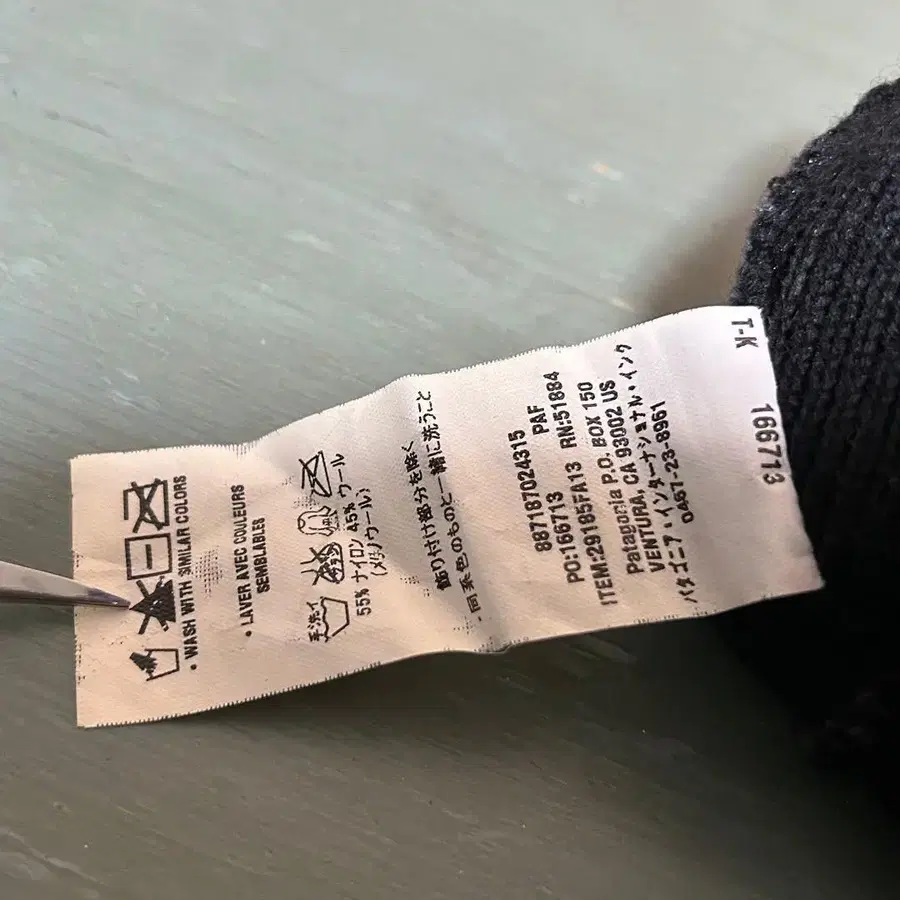 • WASH WITH SIMILAR COLORS
• LAVER AVEC COULEURS
SEMBLABLES
手洗イ
55% ナイロン 45% ウール
(メリノウール)
飾り付け部分を除く
・同系色のものと一緒に洗うこと
887187024315
PAF
PO:166713 RN:51884
ITEM:29185FA13
Patagonia P.O. BOX 150
VENTURA, CA 93002 US
パタゴニア・インターナショナル・インク
0467-23-8961
T-K 166713